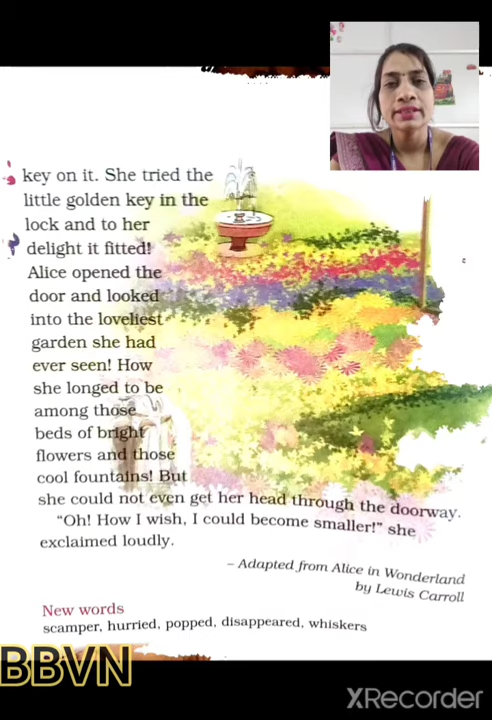 key on it. She tried the
little golden key in the
lock and to her
delight it fitted!
Alice opened the
door and looked
into the loveliest
garden she had
ever seen! How
she longed to be
among those
beds of bright
flowers and those
cool fountains! But
she could not even get her head through the doorway.
“Oh! How I wish, I could become smaller!” she
exclaimed loudly.
– Adapted from Alice in Wonderland
by Lewis Carroll
New words
scamper, hurried, popped, disappeared, whiskers
BBVN
XRecorder